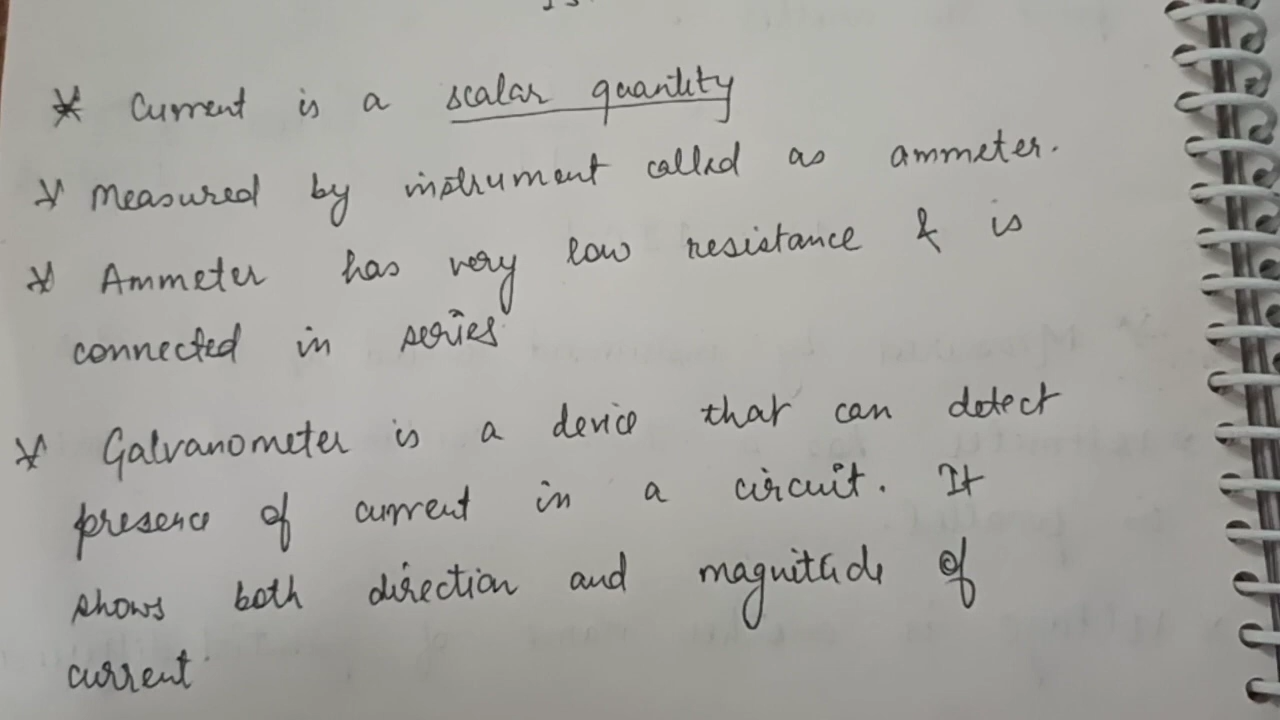 * Current is a scalar quantity
* Measured by instrument called as ammeter.
* Ammeter has very low resistance & is
connected in series
* Galvanometer is a device that can detect
presence of current in a circuit. It
shows both direction and magnitude of
current